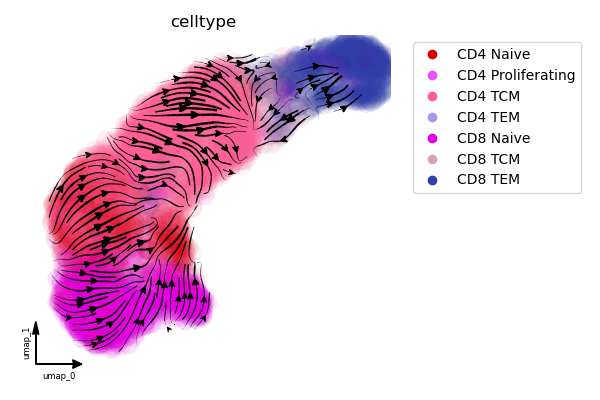 celltype
CD4 Naive
CD4 Proliferating
CD4 TCM
CD4 TEM
CD8 Naive
CD8 TCM
CD8 TEM
umap_1
umap_0